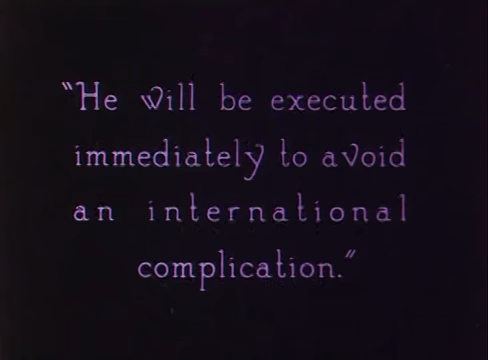 "He will be executed
immediately to avoid
an international
complication."